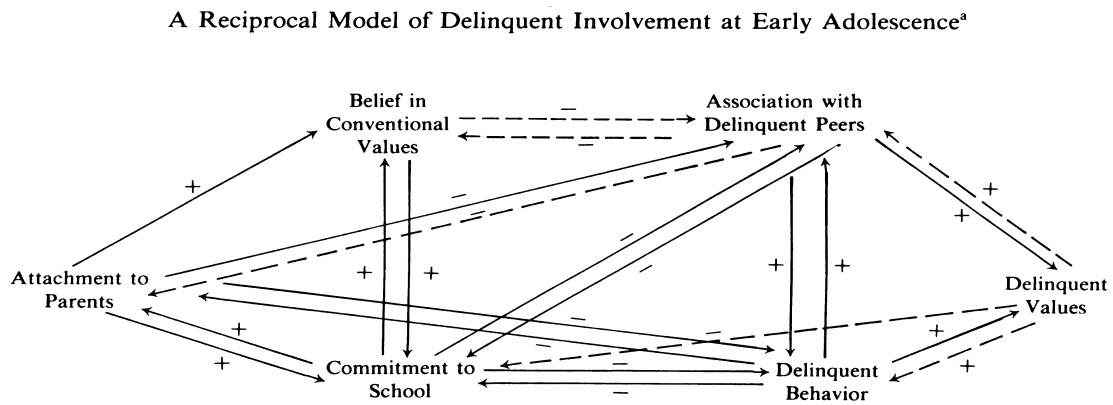 A Reciprocal Model of Delinquent Involvement at Early Adolescenceᵃ
Belief in
Conventional
Values
Association with
Delinquent Peers
Attachment to
Parents
Delinquent
Values
Commitment to
School
Delinquent
Behavior
−
−
+
−
−
+
+
−
+
+
−
+
+
+
−
+
−
−
+
+
−
−
+
−